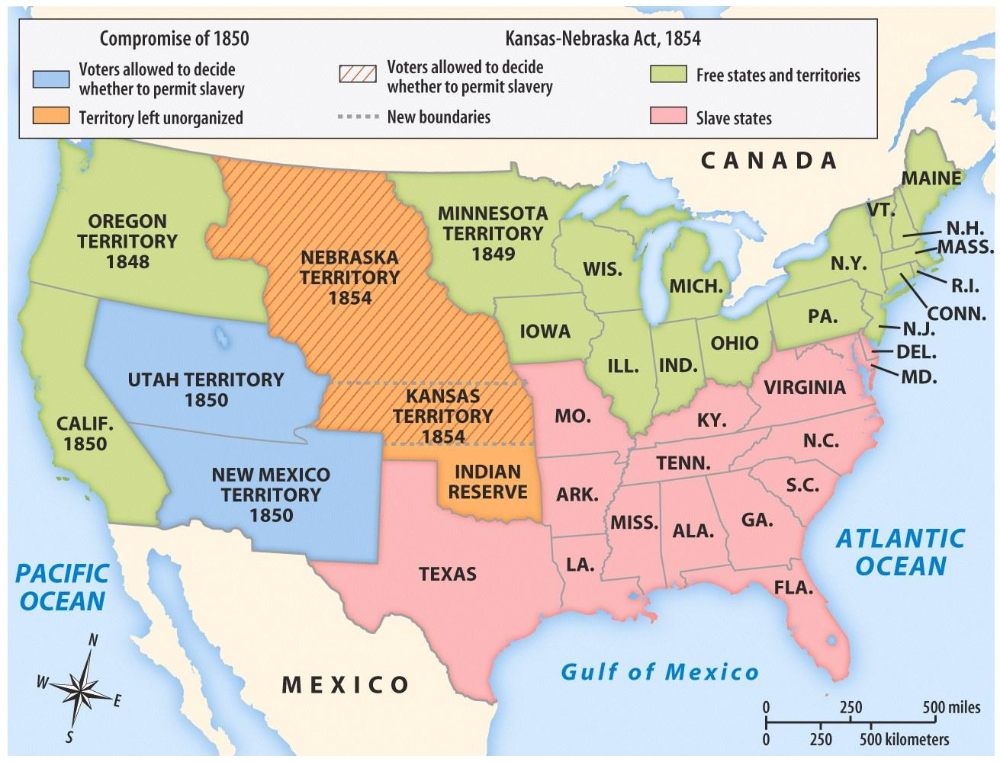 Compromise of 1850
Voters allowed to decide
whether to permit slavery
Territory left unorganized
Kansas-Nebraska Act, 1854
Voters allowed to decide
whether to permit slavery
New boundaries
Free states and territories
Slave states
CANADA
OREGON
TERRITORY
1848
NEBRASKA
TERRITORY
1854
MINNESOTA
TERRITORY
1849
WIS.
MICH.
MAINE
VT.
N.H.
MASS.
N.Y.
R.I.
CONN.
PA.
N.J.
DEL.
MD.
IOWA
ILL.
IND.
OHIO
VIRGINIA
UTAH TERRITORY
1850
KANSAS
TERRITORY
1854
MO.
KY.
CALIF.
1850
N.C.
TENN.
NEW MEXICO
TERRITORY
1850
INDIAN
RESERVE
ARK.
S.C.
MISS.
ALA.
GA.
TEXAS
LA.
FLA.
PACIFIC
OCEAN
ATLANTIC
OCEAN
Gulf of Mexico
MEXICO
N
W
E
S
0 250 500 miles
0 250 500 kilometers